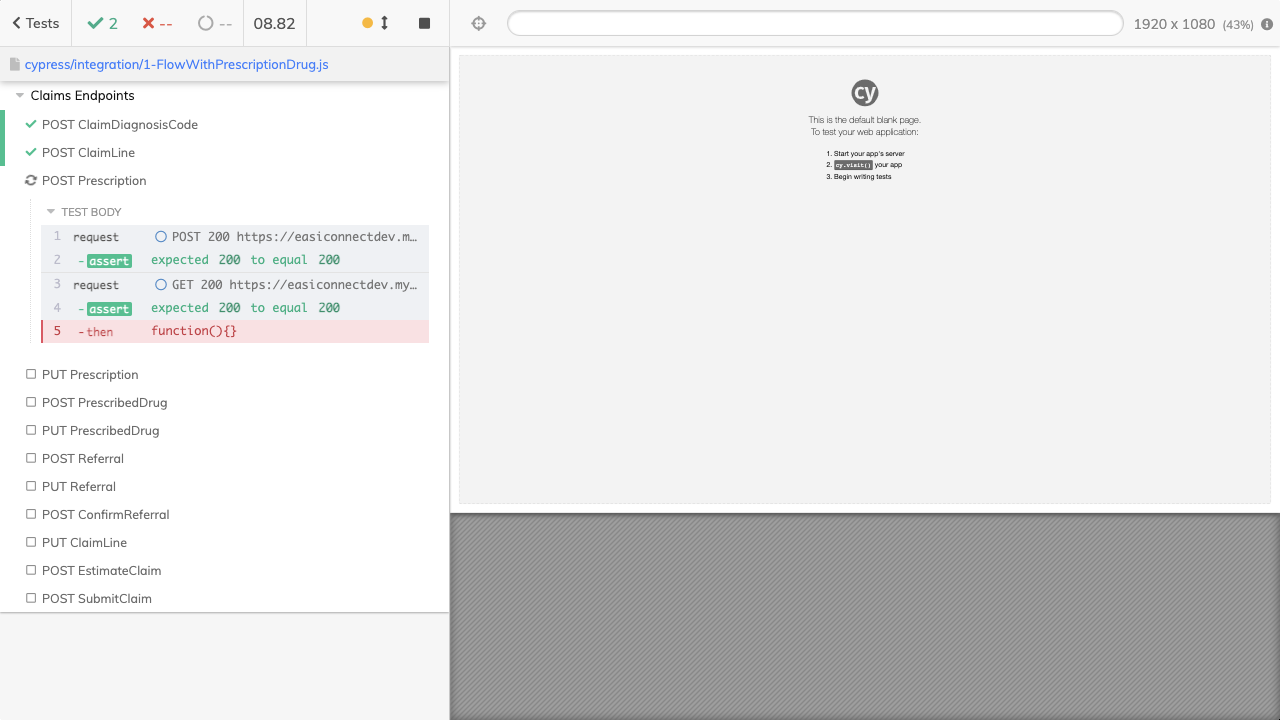 Tests
2
--
--
08.82
1920 x 1080 (43%)
cypress/integration/1-FlowWithPrescriptionDrug.js
Claims Endpoints
POST ClaimDiagnosisCode
POST ClaimLine
POST Prescription
TEST BODY
1 request POST 200 https://easiconnectdev.m…
2 -assert expected 200 to equal 200
3 request GET 200 https://easiconnectdev.my…
4 -assert expected 200 to equal 200
5 -then function(){}
PUT Prescription
POST PrescribedDrug
PUT PrescribedDrug
POST Referral
PUT Referral
POST ConfirmReferral
PUT ClaimLine
POST EstimateClaim
POST SubmitClaim
cy
This is the default blank page.
To test your web application:
1. Start your app's server
2. cy.visit() your app
3. Begin writing tests